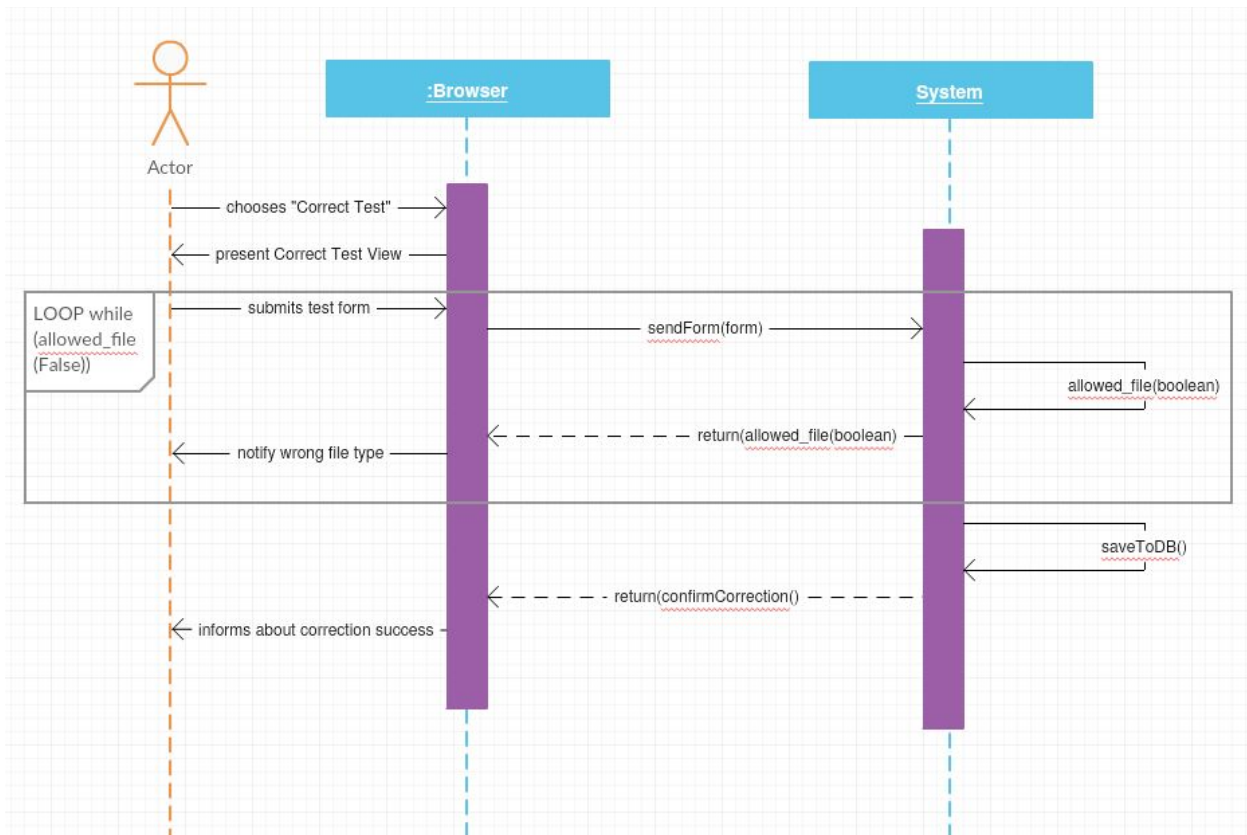 :Browser
System
Actor
chooses "Correct Test"
present Correct Test View
LOOP while
(allowed_file
(False))
submits test form
sendForm(form)
allowed_file(boolean)
return(allowed_file(boolean)
notify wrong file type
saveToDB()
return(confirmCorrection()
informs about correction success